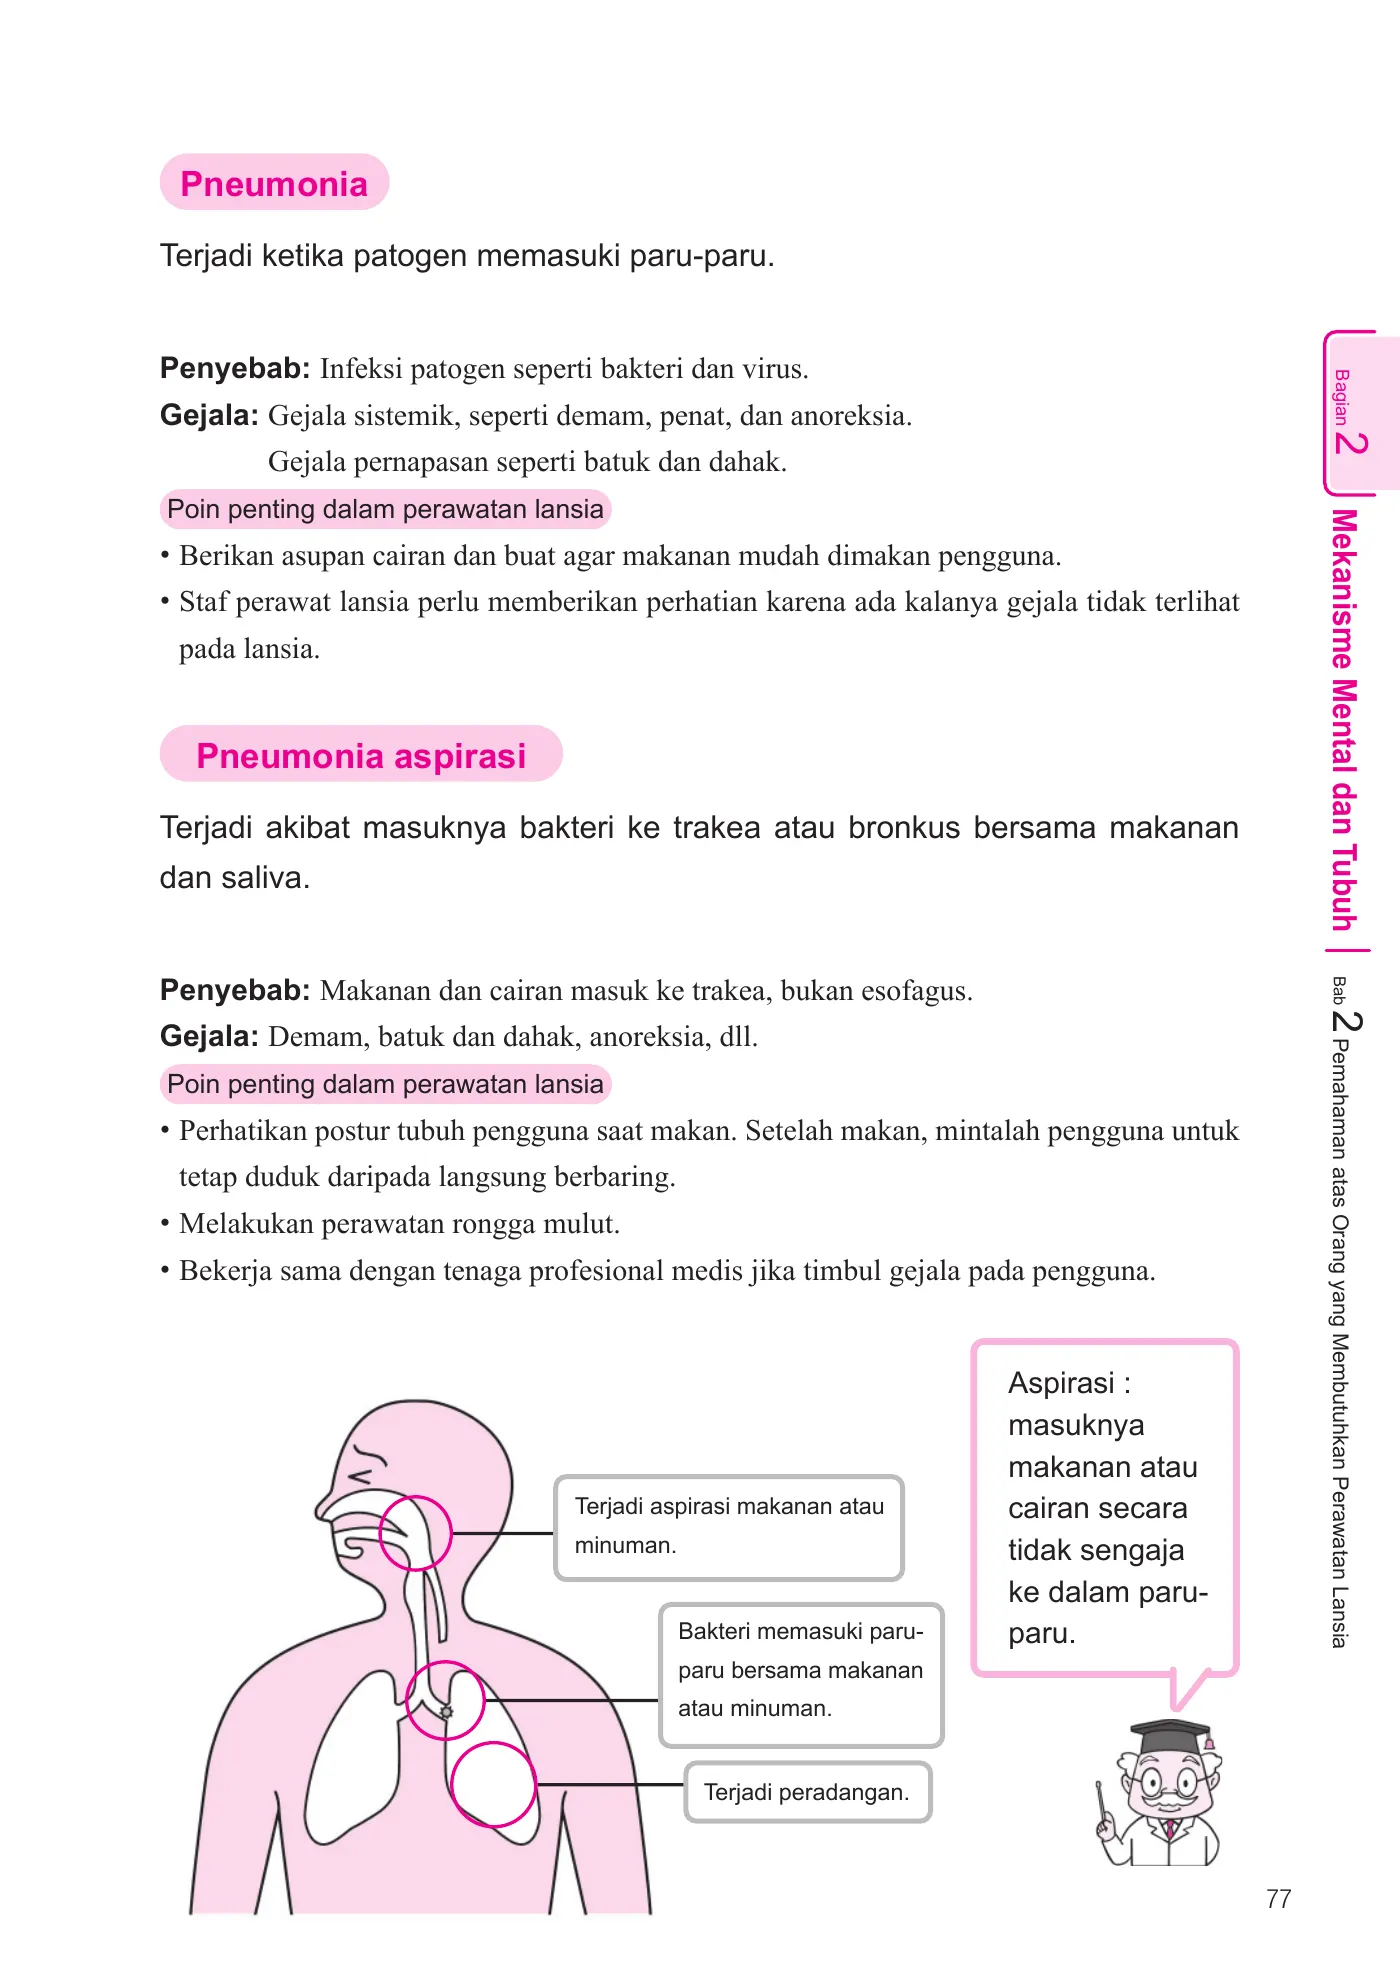 Pneumonia
Terjadi ketika patogen memasuki paru-paru.
Penyebab: Infeksi patogen seperti bakteri dan virus.
Gejala: Gejala sistemik, seperti demam, penat, dan anoreksia.
Gejala pernapasan seperti batuk dan dahak.
Poin penting dalam perawatan lansia
• Berikan asupan cairan dan buat agar makanan mudah dimakan pengguna.
• Staf perawat lansia perlu memberikan perhatian karena ada kalanya gejala tidak terlihat
pada lansia.
Pneumonia aspirasi
Terjadi akibat masuknya bakteri ke trakea atau bronkus bersama makanan
dan saliva.
Penyebab: Makanan dan cairan masuk ke trakea, bukan esofagus.
Gejala: Demam, batuk dan dahak, anoreksia, dll.
Poin penting dalam perawatan lansia
• Perhatikan postur tubuh pengguna saat makan. Setelah makan, mintalah pengguna untuk
tetap duduk daripada langsung berbaring.
• Melakukan perawatan rongga mulut.
• Bekerja sama dengan tenaga profesional medis jika timbul gejala pada pengguna.
Terjadi aspirasi makanan atau
minuman.
Bakteri memasuki paru-
paru bersama makanan
atau minuman.
Terjadi peradangan.
Aspirasi :
masuknya
makanan atau
cairan secara
tidak sengaja
ke dalam paru-
paru.
Bagian 2
Mekanisme Mental dan Tubuh
Bab 2 Pemahaman atas Orang yang Membutuhkan Perawatan Lansia
77